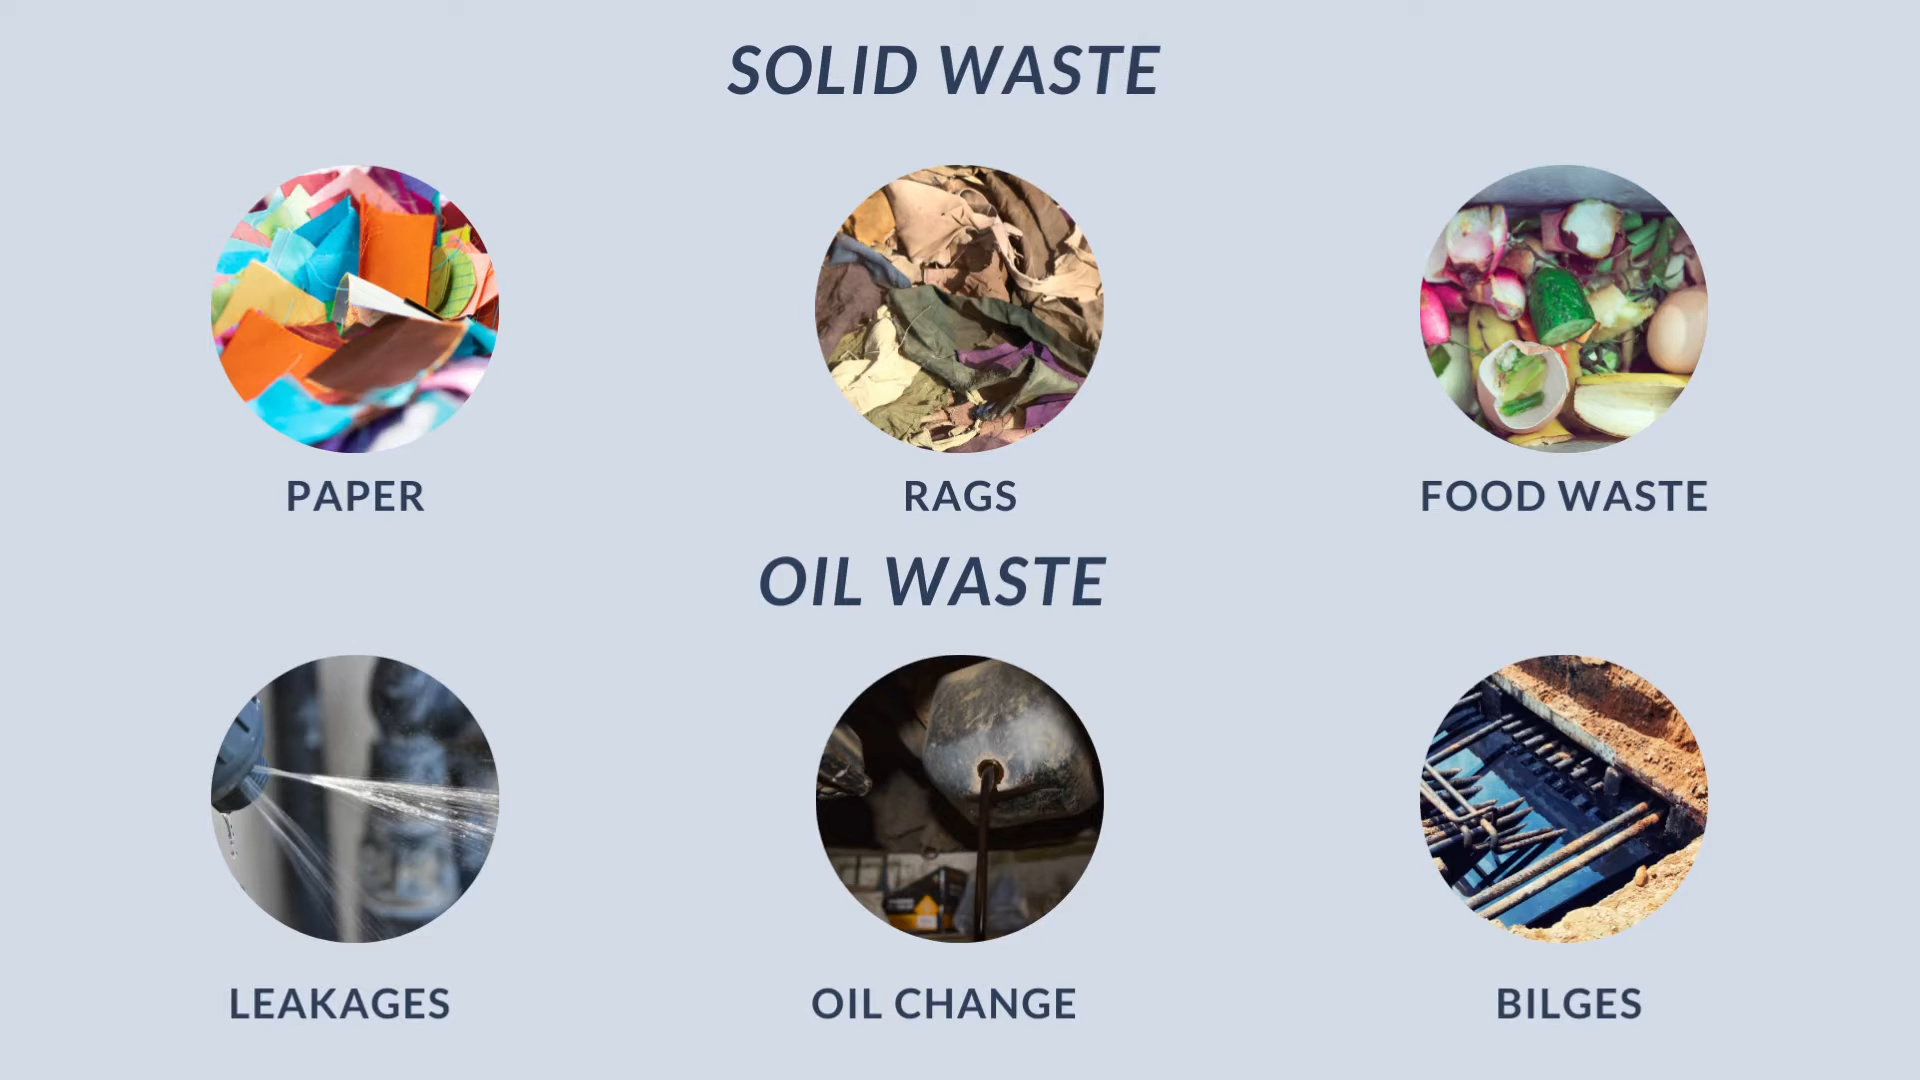 SOLID WASTE
PAPER
RAGS
FOOD WASTE
OIL WASTE
LEAKAGES
OIL CHANGE
BILGES